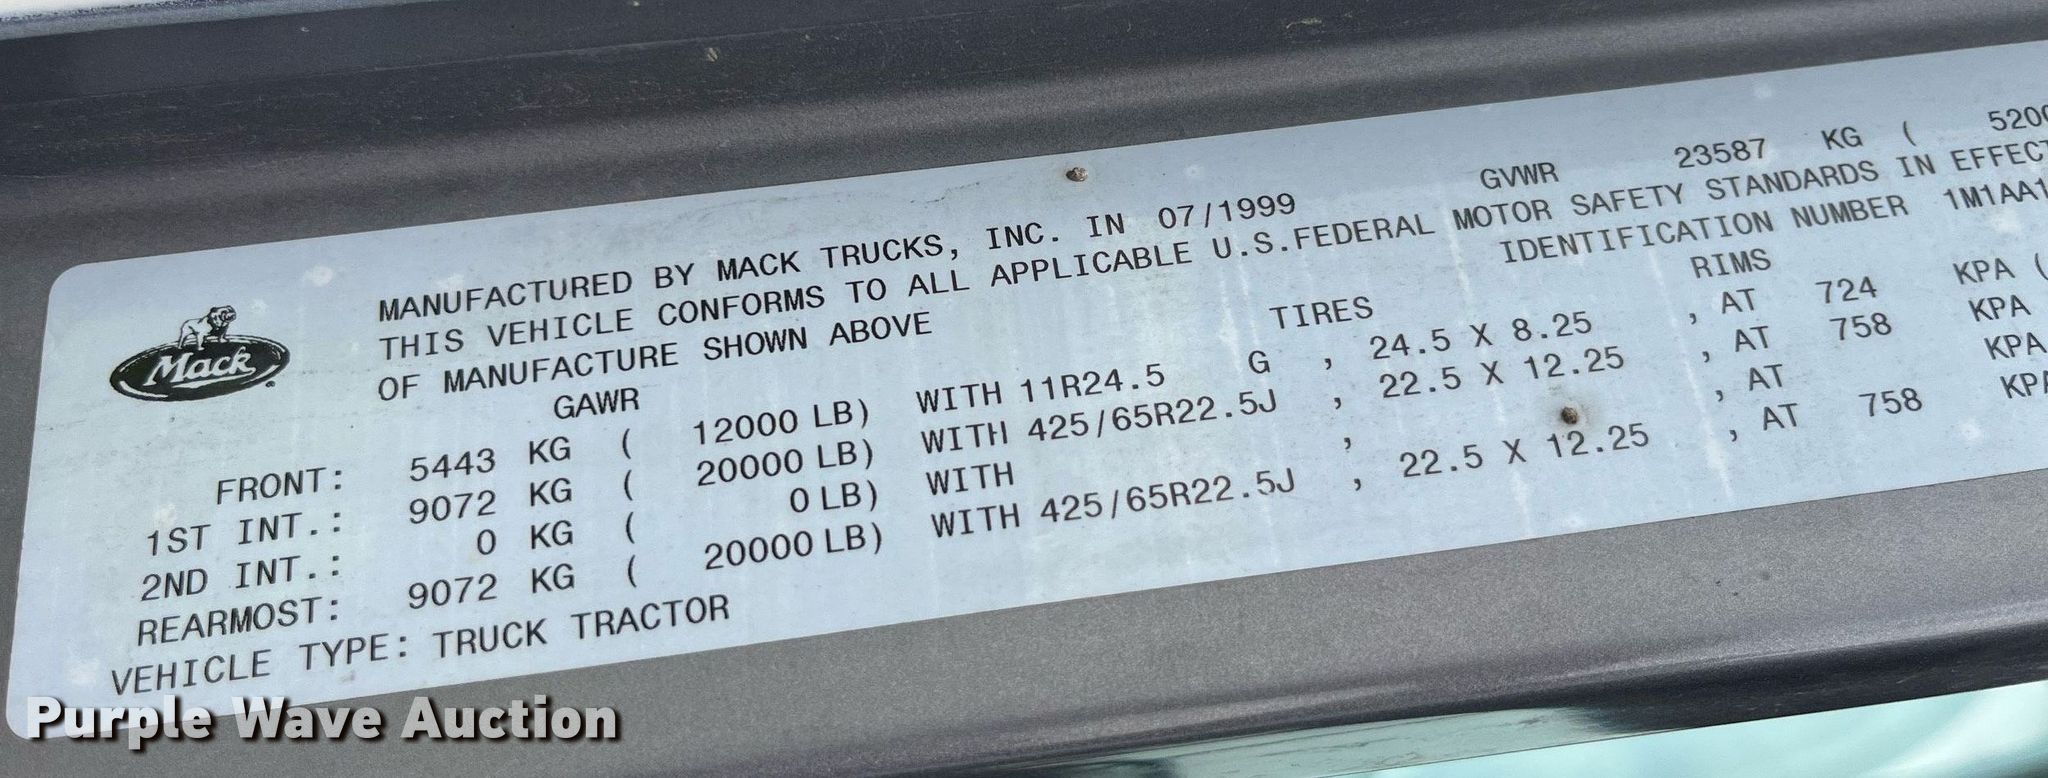 MANUFACTURED BY MACK TRUCKS, INC. IN 07/1999 GVWR 23587 KG ( 5200
THIS VEHICLE CONFORMS TO ALL APPLICABLE U.S.FEDERAL MOTOR SAFETY STANDARDS IN EFFECT
OF MANUFACTURE SHOWN ABOVE IDENTIFICATION NUMBER 1M1AA1
GAWR TIRES RIMS
FRONT: 5443 KG ( 12000 LB) WITH 11R24.5 G , 24.5 X 8.25 , AT 724 KPA (
1ST INT.: 9072 KG ( 20000 LB) WITH 425/65R22.5J , 22.5 X 12.25 , AT 758 KPA
2ND INT.: 0 KG ( 0 LB) WITH , , AT KPA
REARMOST: 9072 KG ( 20000 LB) WITH 425/65R22.5J , 22.5 X 12.25 , AT 758 KPA
VEHICLE TYPE: TRUCK TRACTOR
Mack
Purple Wave Auction